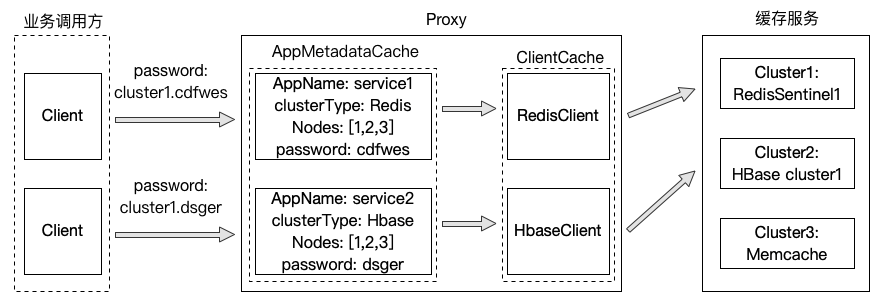 业务调用方
Proxy
缓存服务
AppMetadataCache
ClientCache
Client
password:
cluster1.cdfwes
AppName: service1
clusterType: Redis
Nodes: [1,2,3]
password: cdfwes
RedisClient
Cluster1:
RedisSentinel1
Cluster2:
HBase cluster1
Client
password:
cluster1.dsger
AppName: service2
clusterType: Hbase
Nodes: [1,2,3]
password: dsger
HbaseClient
Cluster3:
Memcache